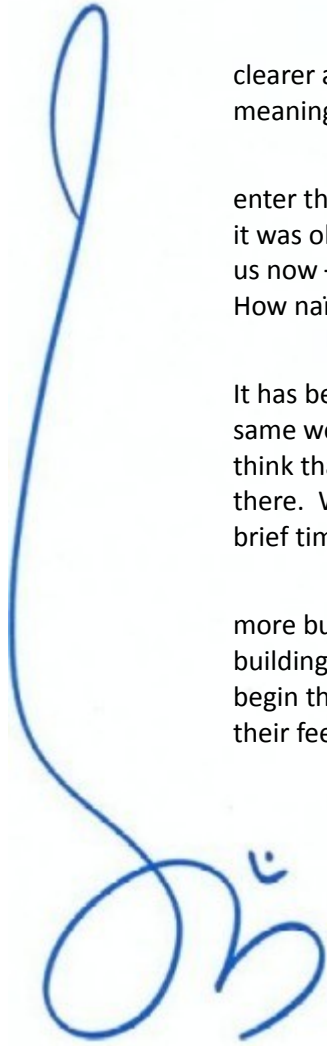 clearer a
meaning
enter th
it was ol
us now -
How naï
It has be
same we
think tha
there. V
brief tim
more bu
building
begin th
their fee